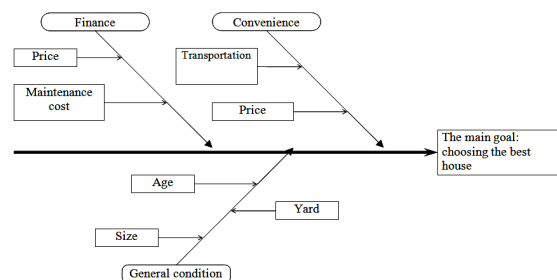 Finance
Convenience
Price
Transportation
Maintenance
cost
Price
The main goal:
choosing the best
house
Age
Yard
Size
General condition